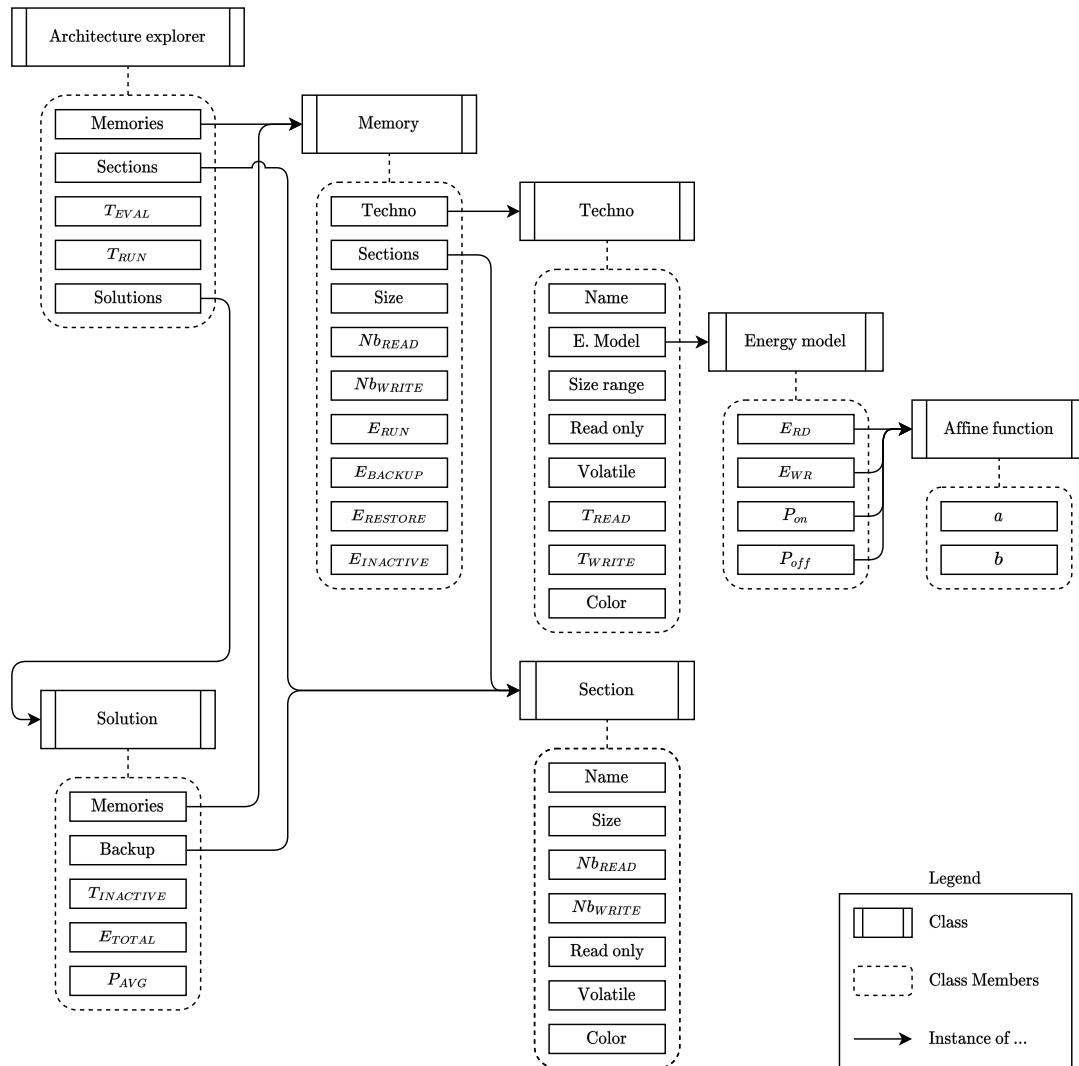 Architecture explorer
Memories
Sections
T_EVAL
T_RUN
Solutions
Memory
Techno
Sections
Size
Nb_READ
Nb_WRITE
E_RUN
E_BACKUP
E_RESTORE
E_INACTIVE
Techno
Name
E. Model
Size range
Read only
Volatile
T_READ
T_WRITE
Color
Energy model
E_RD
E_WR
P_on
P_off
Affine function
a
b
Solution
Memories
Backup
T_INACTIVE
E_TOTAL
P_AVG
Section
Name
Size
Nb_READ
Nb_WRITE
Read only
Volatile
Color
Legend
Class
Class Members
Instance of ...